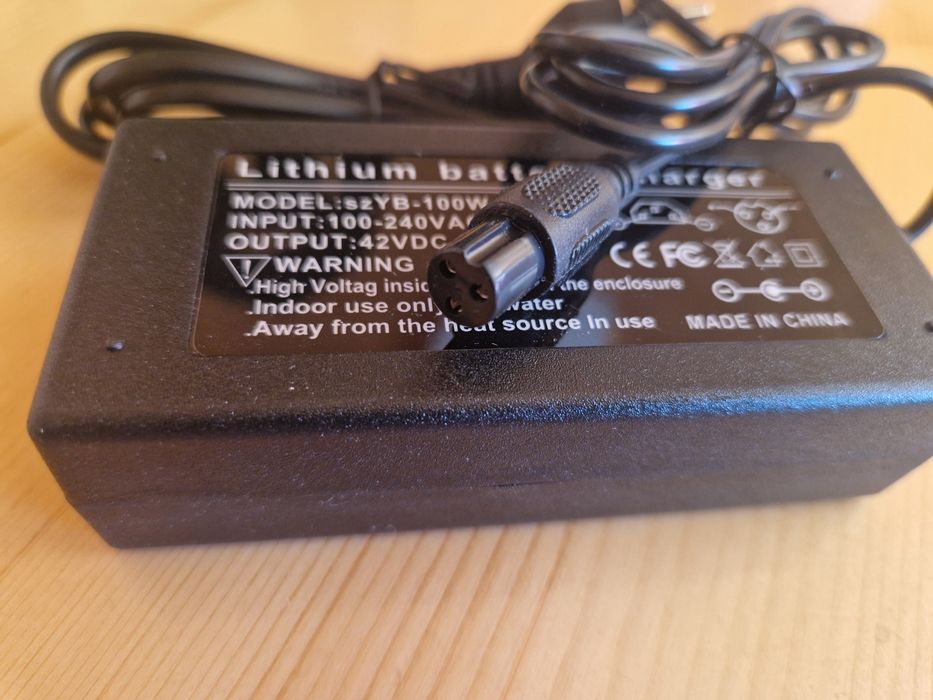 Lithium batte harger
MODEL:szYB-100W
INPUT:100-240VAC
OUTPUT:42VDC
WARNING
.High Voltag insid the enclosure
.Indoor use only water
.Away from the heat source In use
CE FC
MADE IN CHINA